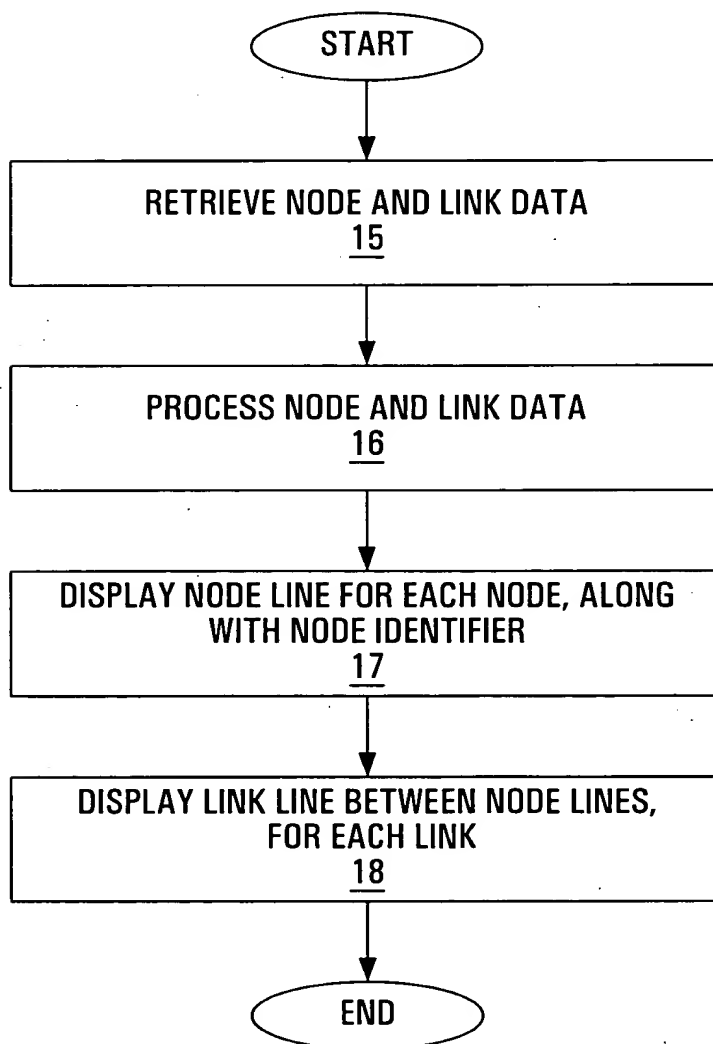 START
RETRIEVE NODE AND LINK DATA
15
PROCESS NODE AND LINK DATA
16
DISPLAY NODE LINE FOR EACH NODE, ALONG
WITH NODE IDENTIFIER
17
DISPLAY LINK LINE BETWEEN NODE LINES,
FOR EACH LINK
18
END